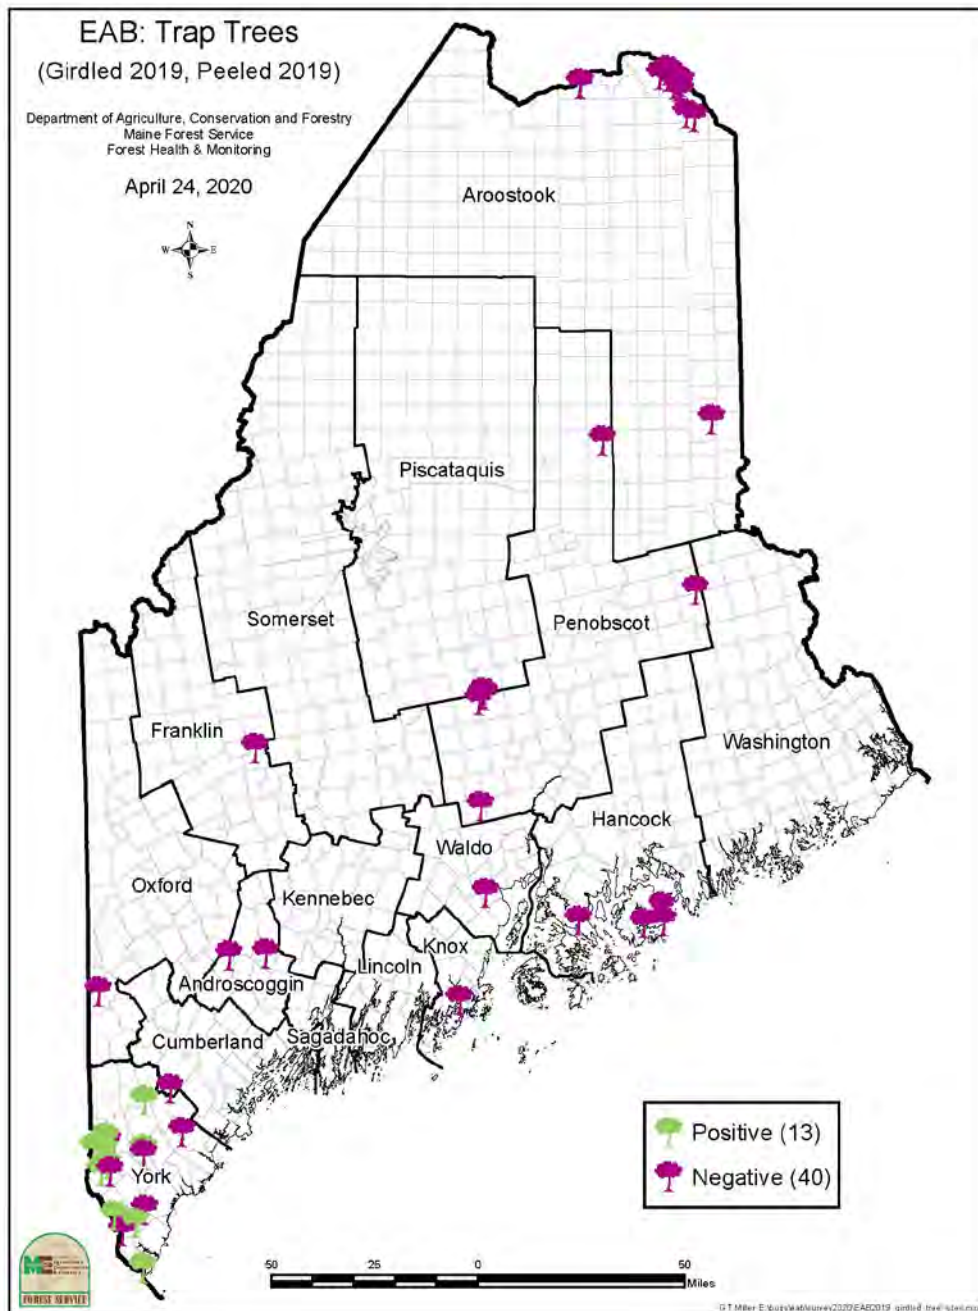 EAB: Trap Trees
(Girdled 2019, Peeled 2019)
Department of Agriculture, Conservation and Forestry
Maine Forest Service
Forest Health & Monitoring
April 24, 2020
N
W
E
S
Aroostook
Piscataquis
Somerset
Penobscot
Franklin
Washington
Hancock
Waldo
Oxford
Kennebec
Knox
Lincoln
Androscoggin
Sagadahoc
Cumberland
York
Positive (13)
Negative (40)
50
25
0
50
Miles
FOREST SERVICE